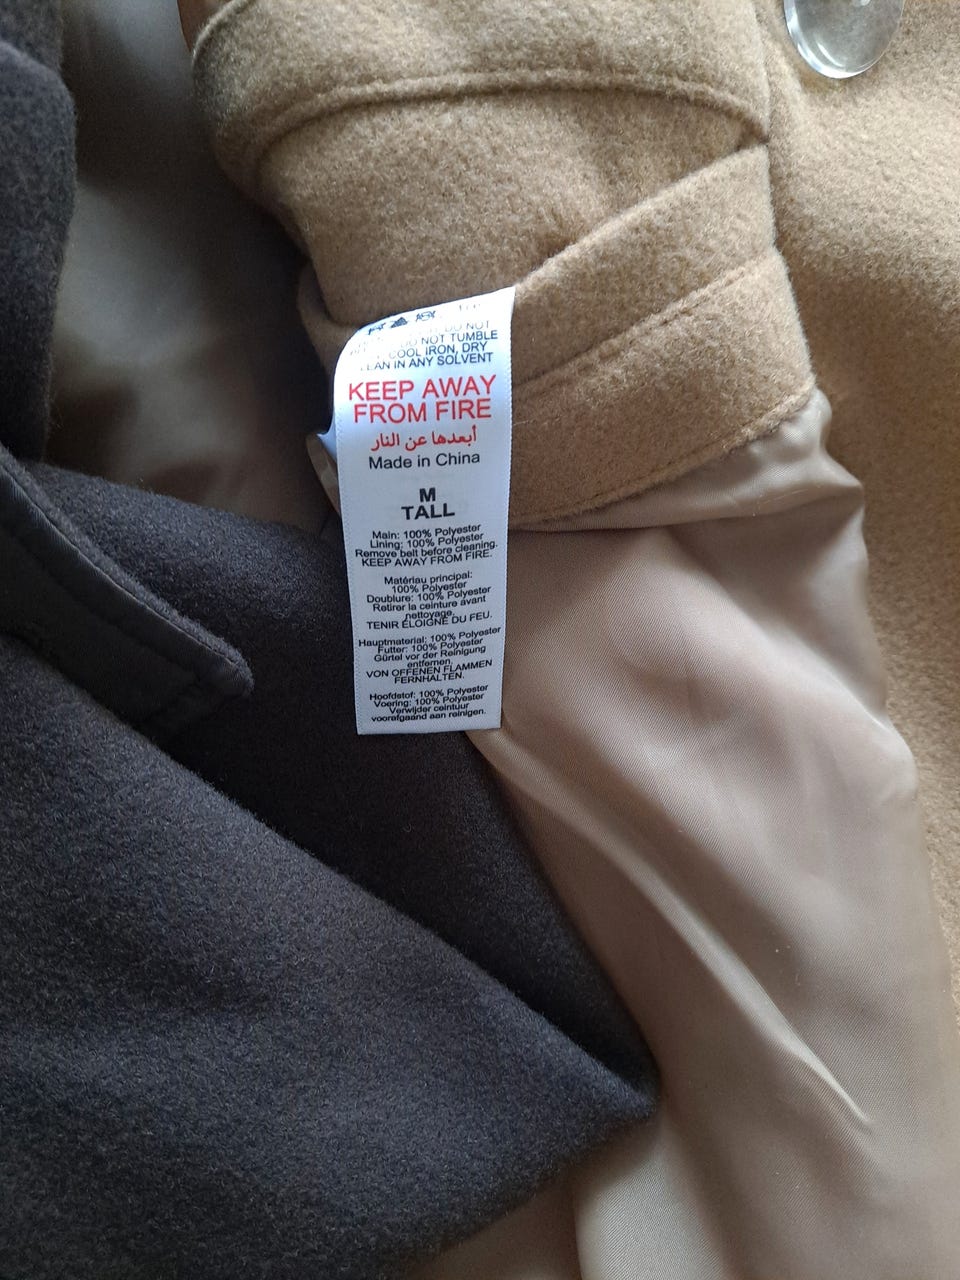 DO NOT
DO NOT TUMBLE
COOL IRON, DRY
IN ANY SOLVENT
KEEP AWAY
FROM FIRE
أبعدها عن النار
Made in China
M
TALL
Main: 100% Polyester
Lining: 100% Polyester
Remove belt before cleaning.
KEEP AWAY FROM FIRE.
Matériau principal:
100% Polyester
Doublure: 100% Polyester
Retirer la ceinture avant
nettoyage.
TENIR ÉLOIGNÉ DU FEU.
Hauptmaterial: 100% Polyester
Futter: 100% Polyester
Gürtel vor der Reinigung
entfernen.
VON OFFENEN FLAMMEN
FERNHALTEN.
Hoofdstof: 100% Polyester
Voering: 100% Polyester
Verwijder ceintuur
voorafgaand aan reinigen.